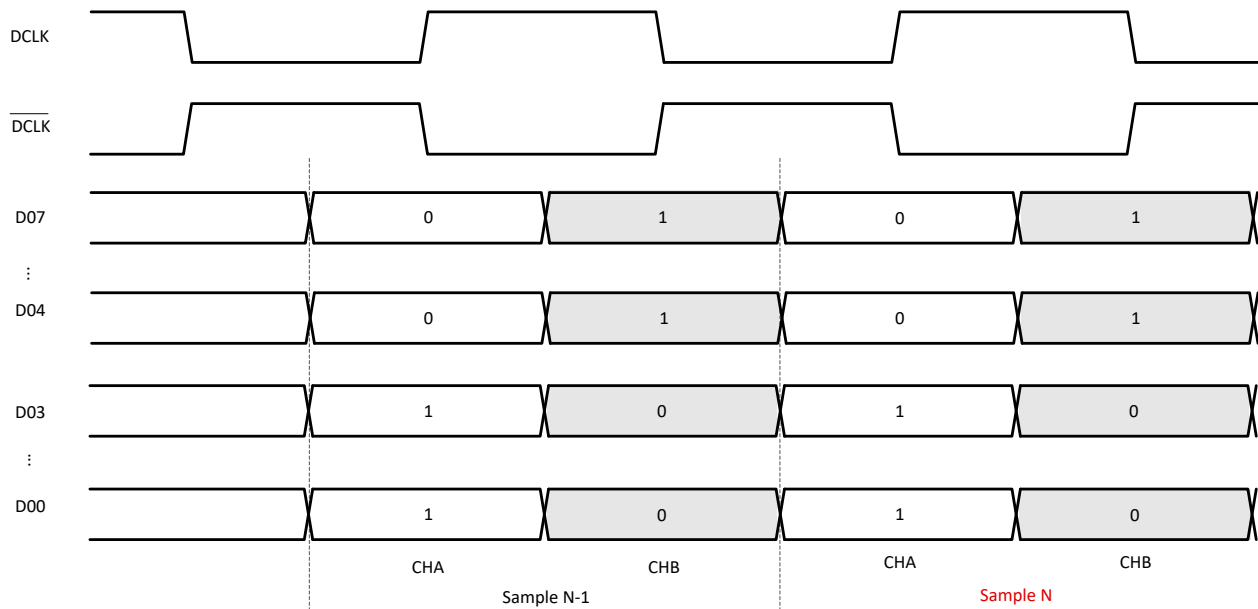 DCLK
DCLK
D07 0 1 0 1
⋮
D04 0 1 0 1
D03 1 0 1 0
⋮
D00 1 0 1 0
CHA CHB CHA CHB
Sample N-1 Sample N